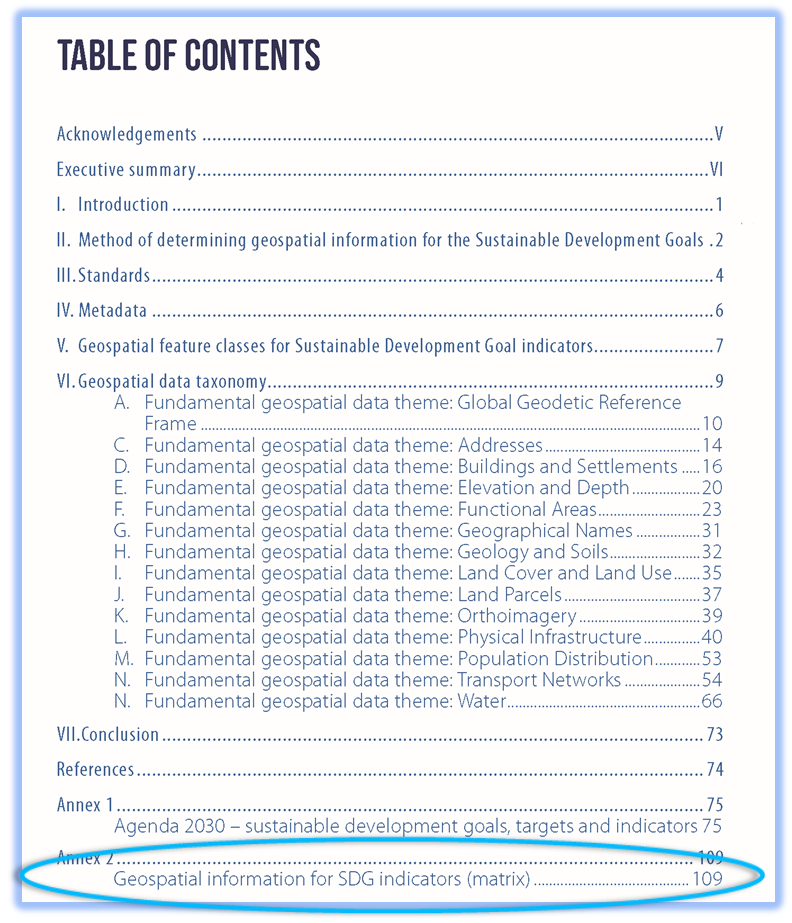 TABLE OF CONTENTS
Acknowledgements ..... V
Executive summary ..... VI
I. Introduction ..... 1
II. Method of determining geospatial information for the Sustainable Development Goals . 2
III. Standards ..... 4
IV. Metadata ..... 6
V. Geospatial feature classes for Sustainable Development Goal indicators ..... 7
VI. Geospatial data taxonomy ..... 9
A. Fundamental geospatial data theme: Global Geodetic Reference
Frame ..... 10
C. Fundamental geospatial data theme: Addresses ..... 14
D. Fundamental geospatial data theme: Buildings and Settlements ..... 16
E. Fundamental geospatial data theme: Elevation and Depth ..... 20
F. Fundamental geospatial data theme: Functional Areas ..... 23
G. Fundamental geospatial data theme: Geographical Names ..... 31
H. Fundamental geospatial data theme: Geology and Soils ..... 32
I. Fundamental geospatial data theme: Land Cover and Land Use ..... 35
J. Fundamental geospatial data theme: Land Parcels ..... 37
K. Fundamental geospatial data theme: Orthoimagery ..... 39
L. Fundamental geospatial data theme: Physical Infrastructure ..... 40
M. Fundamental geospatial data theme: Population Distribution ..... 53
N. Fundamental geospatial data theme: Transport Networks ..... 54
N. Fundamental geospatial data theme: Water ..... 66
VII. Conclusion ..... 73
References ..... 74
Annex 1 ..... 75
Agenda 2030 – sustainable development goals, targets and indicators 75
Annex 2 ..... 109
Geospatial information for SDG indicators (matrix) ..... 109